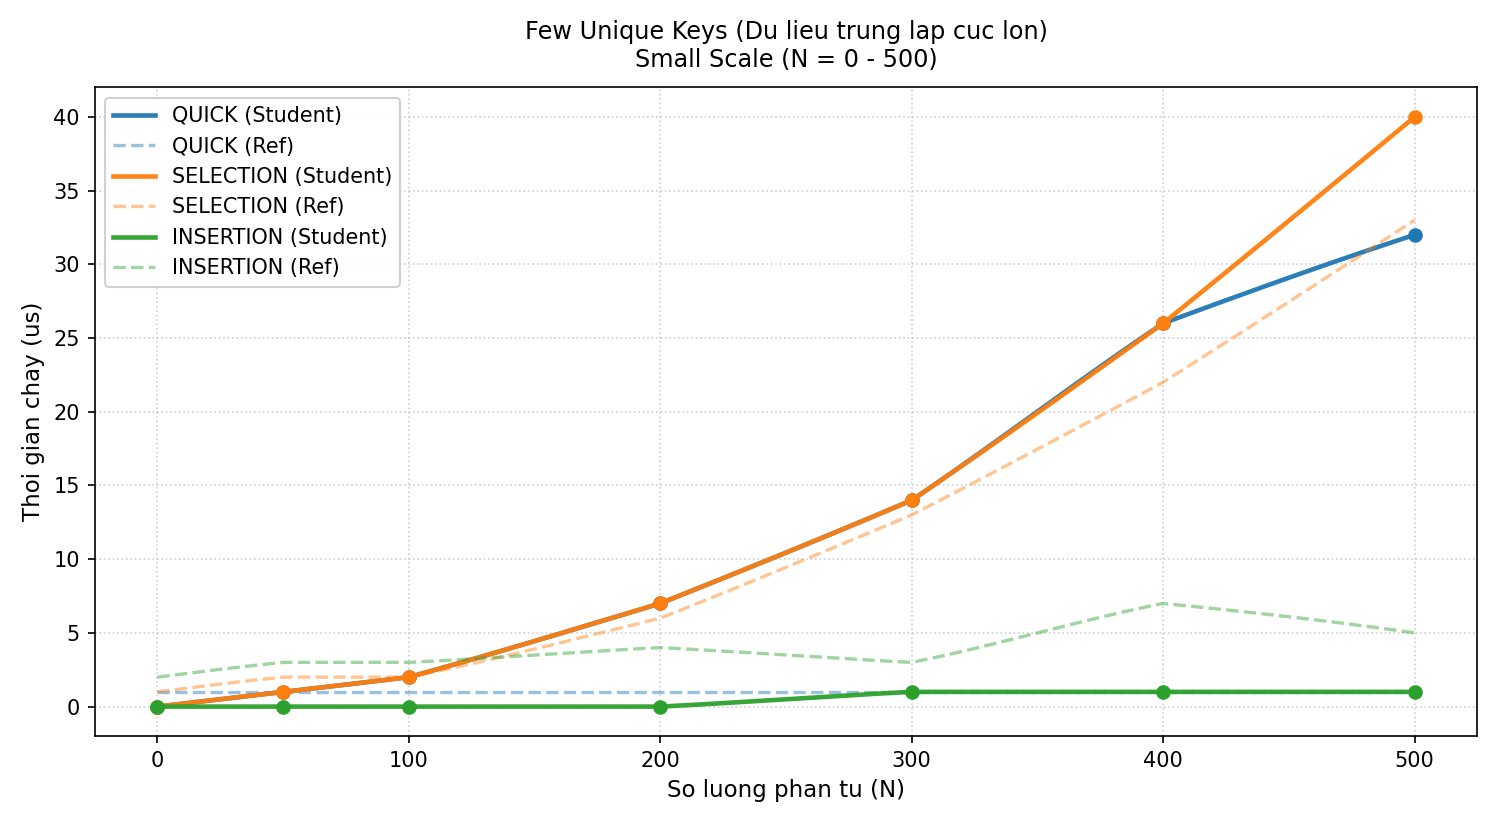 Few Unique Keys (Du lieu trung lap cuc lon)
Small Scale (N = 0 - 500)
QUICK (Student)
QUICK (Ref)
SELECTION (Student)
SELECTION (Ref)
INSERTION (Student)
INSERTION (Ref)
Thoi gian chay (us)
40
35
30
25
20
15
10
5
0
0
100
200
300
400
500
So luong phan tu (N)